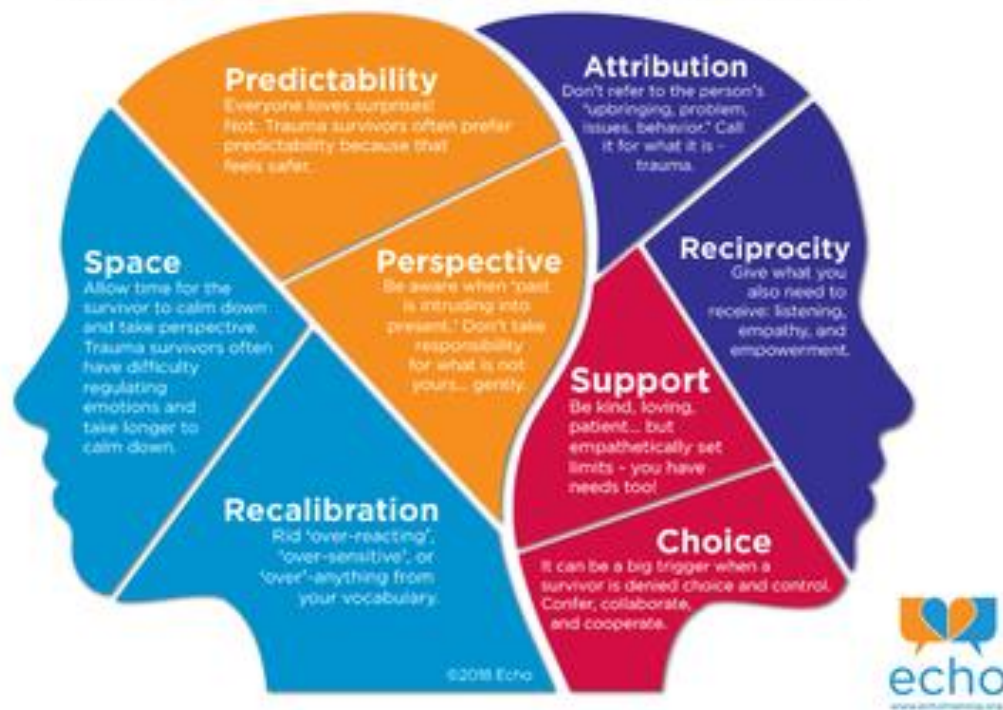 Predictability
Everyone loves surprises!
Not. Trauma survivors often prefer
predictability because that
feels safer.
Attribution
Don't refer to the person's
"upbringing, problem,
issues, behavior." Call
it for what it is -
trauma.
Space
Allow time for the
survivor to calm down
and take perspective.
Trauma survivors often
have difficulty
regulating
emotions and
take longer to
calm down.
Perspective
Be aware when 'past
is intruding into
present.' Don't take
responsibility
for what is not
yours... gently.
Reciprocity
Give what you
also need to
receive: listening,
empathy, and
empowerment.
Support
Be kind, loving,
patient... but
empathetically set
limits - you have
needs too!
Recalibration
Rid 'over-reacting',
'over-sensitive', or
'over'-anything from
your vocabulary.
Choice
It can be a big trigger when a
survivor is denied choice and control.
Confer, collaborate,
and cooperate.
©2018 Echo
echo